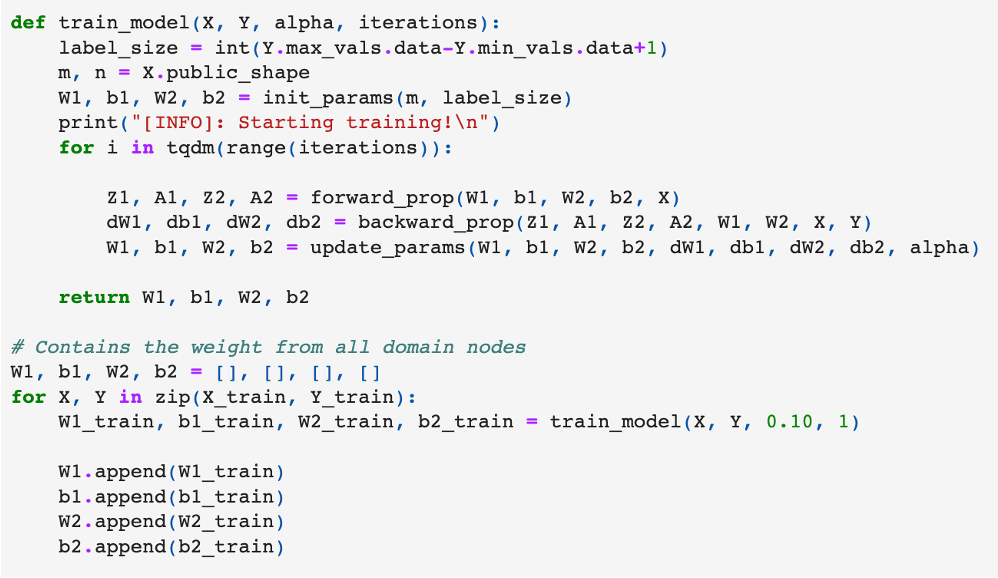 def train_model(X, Y, alpha, iterations):
    label_size = int(Y.max_vals.data-Y.min_vals.data+1)
    m, n = X.public_shape
    W1, b1, W2, b2 = init_params(m, label_size)
    print("[INFO]: Starting training!\n")
    for i in tqdm(range(iterations)):

        Z1, A1, Z2, A2 = forward_prop(W1, b1, W2, b2, X)
        dW1, db1, dW2, db2 = backward_prop(Z1, A1, Z2, A2, W1, W2, X, Y)
        W1, b1, W2, b2 = update_params(W1, b1, W2, b2, dW1, db1, dW2, db2, alpha)

    return W1, b1, W2, b2

# Contains the weight from all domain nodes
W1, b1, W2, b2 = [], [], [], []
for X, Y in zip(X_train, Y_train):
    W1_train, b1_train, W2_train, b2_train = train_model(X, Y, 0.10, 1)

    W1.append(W1_train)
    b1.append(b1_train)
    W2.append(W2_train)
    b2.append(b2_train)